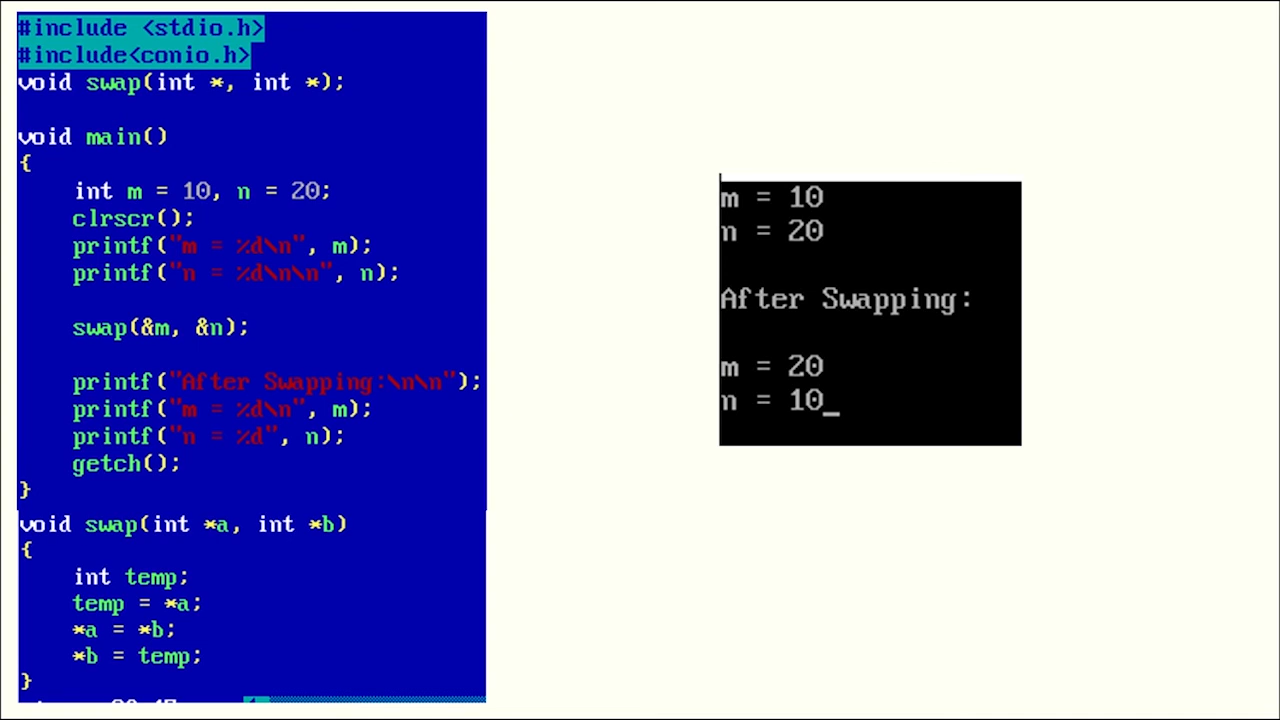 #include <stdio.h>
#include<conio.h>
void swap(int *, int *);
void main()
{
    int m = 10, n = 20;
    clrscr();
    printf("m = %d\n", m);
    printf("n = %d\n\n", n);
    swap(&m, &n);
    printf("After Swapping:\n\n");
    printf("m = %d\n", m);
    printf("n = %d", n);
    getch();
}
void swap(int *a, int *b)
{
    int temp;
    temp = *a;
    *a = *b;
    *b = temp;
}
m = 10
n = 20
After Swapping:
m = 20
n = 10_